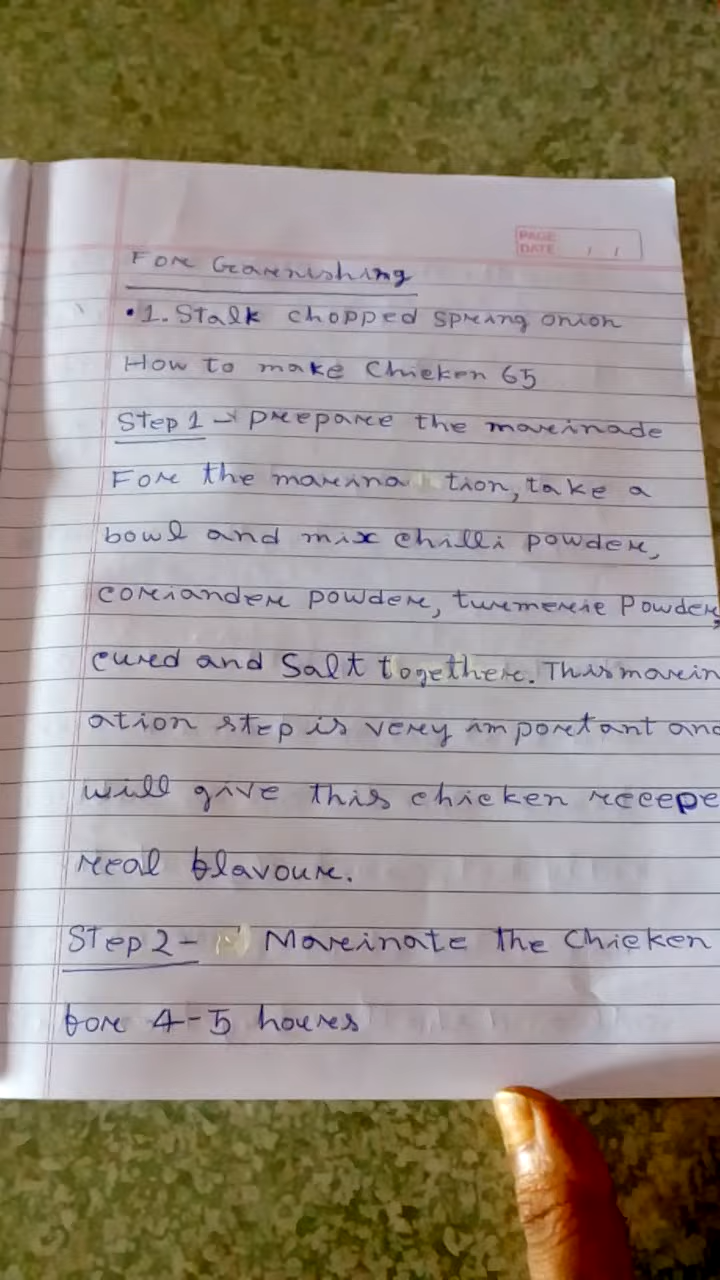 PAGE
DATE / /
For Garnishing
• 1. Stalk chopped spring onion
How to make Chicken 65
Step 1 → prepare the marinade
For the marina tion, take a
bowl and mix chilli powder,
coriander powder, turmeric Powder,
curd and Salt together. This marin
ation step is very important and
will give this chicken recepe
real flavour.
Step 2 - Marinate the Chicken
for 4-5 hours